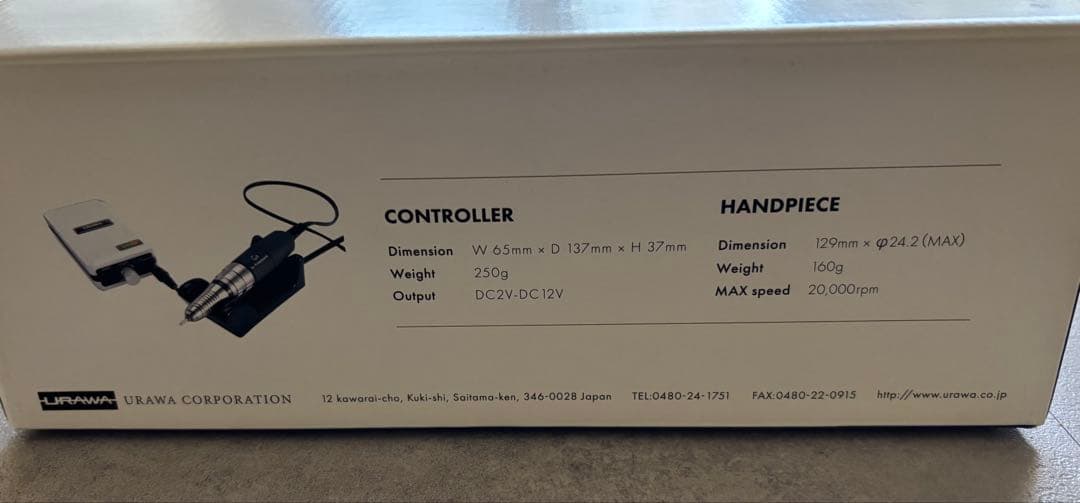 CONTROLLER
Dimension W 65mm × D 137mm × H 37mm
Weight 250g
Output DC2V-DC12V
HANDPIECE
Dimension 129mm × φ24.2(MAX)
Weight 160g
MAX speed 20,000rpm
URAWA URAWA CORPORATION 12 kawarai-cho, Kuki-shi, Saitama-ken, 346-0028 Japan TEL:0480-24-1751 FAX:0480-22-0915 http://www.urawa.co.jp